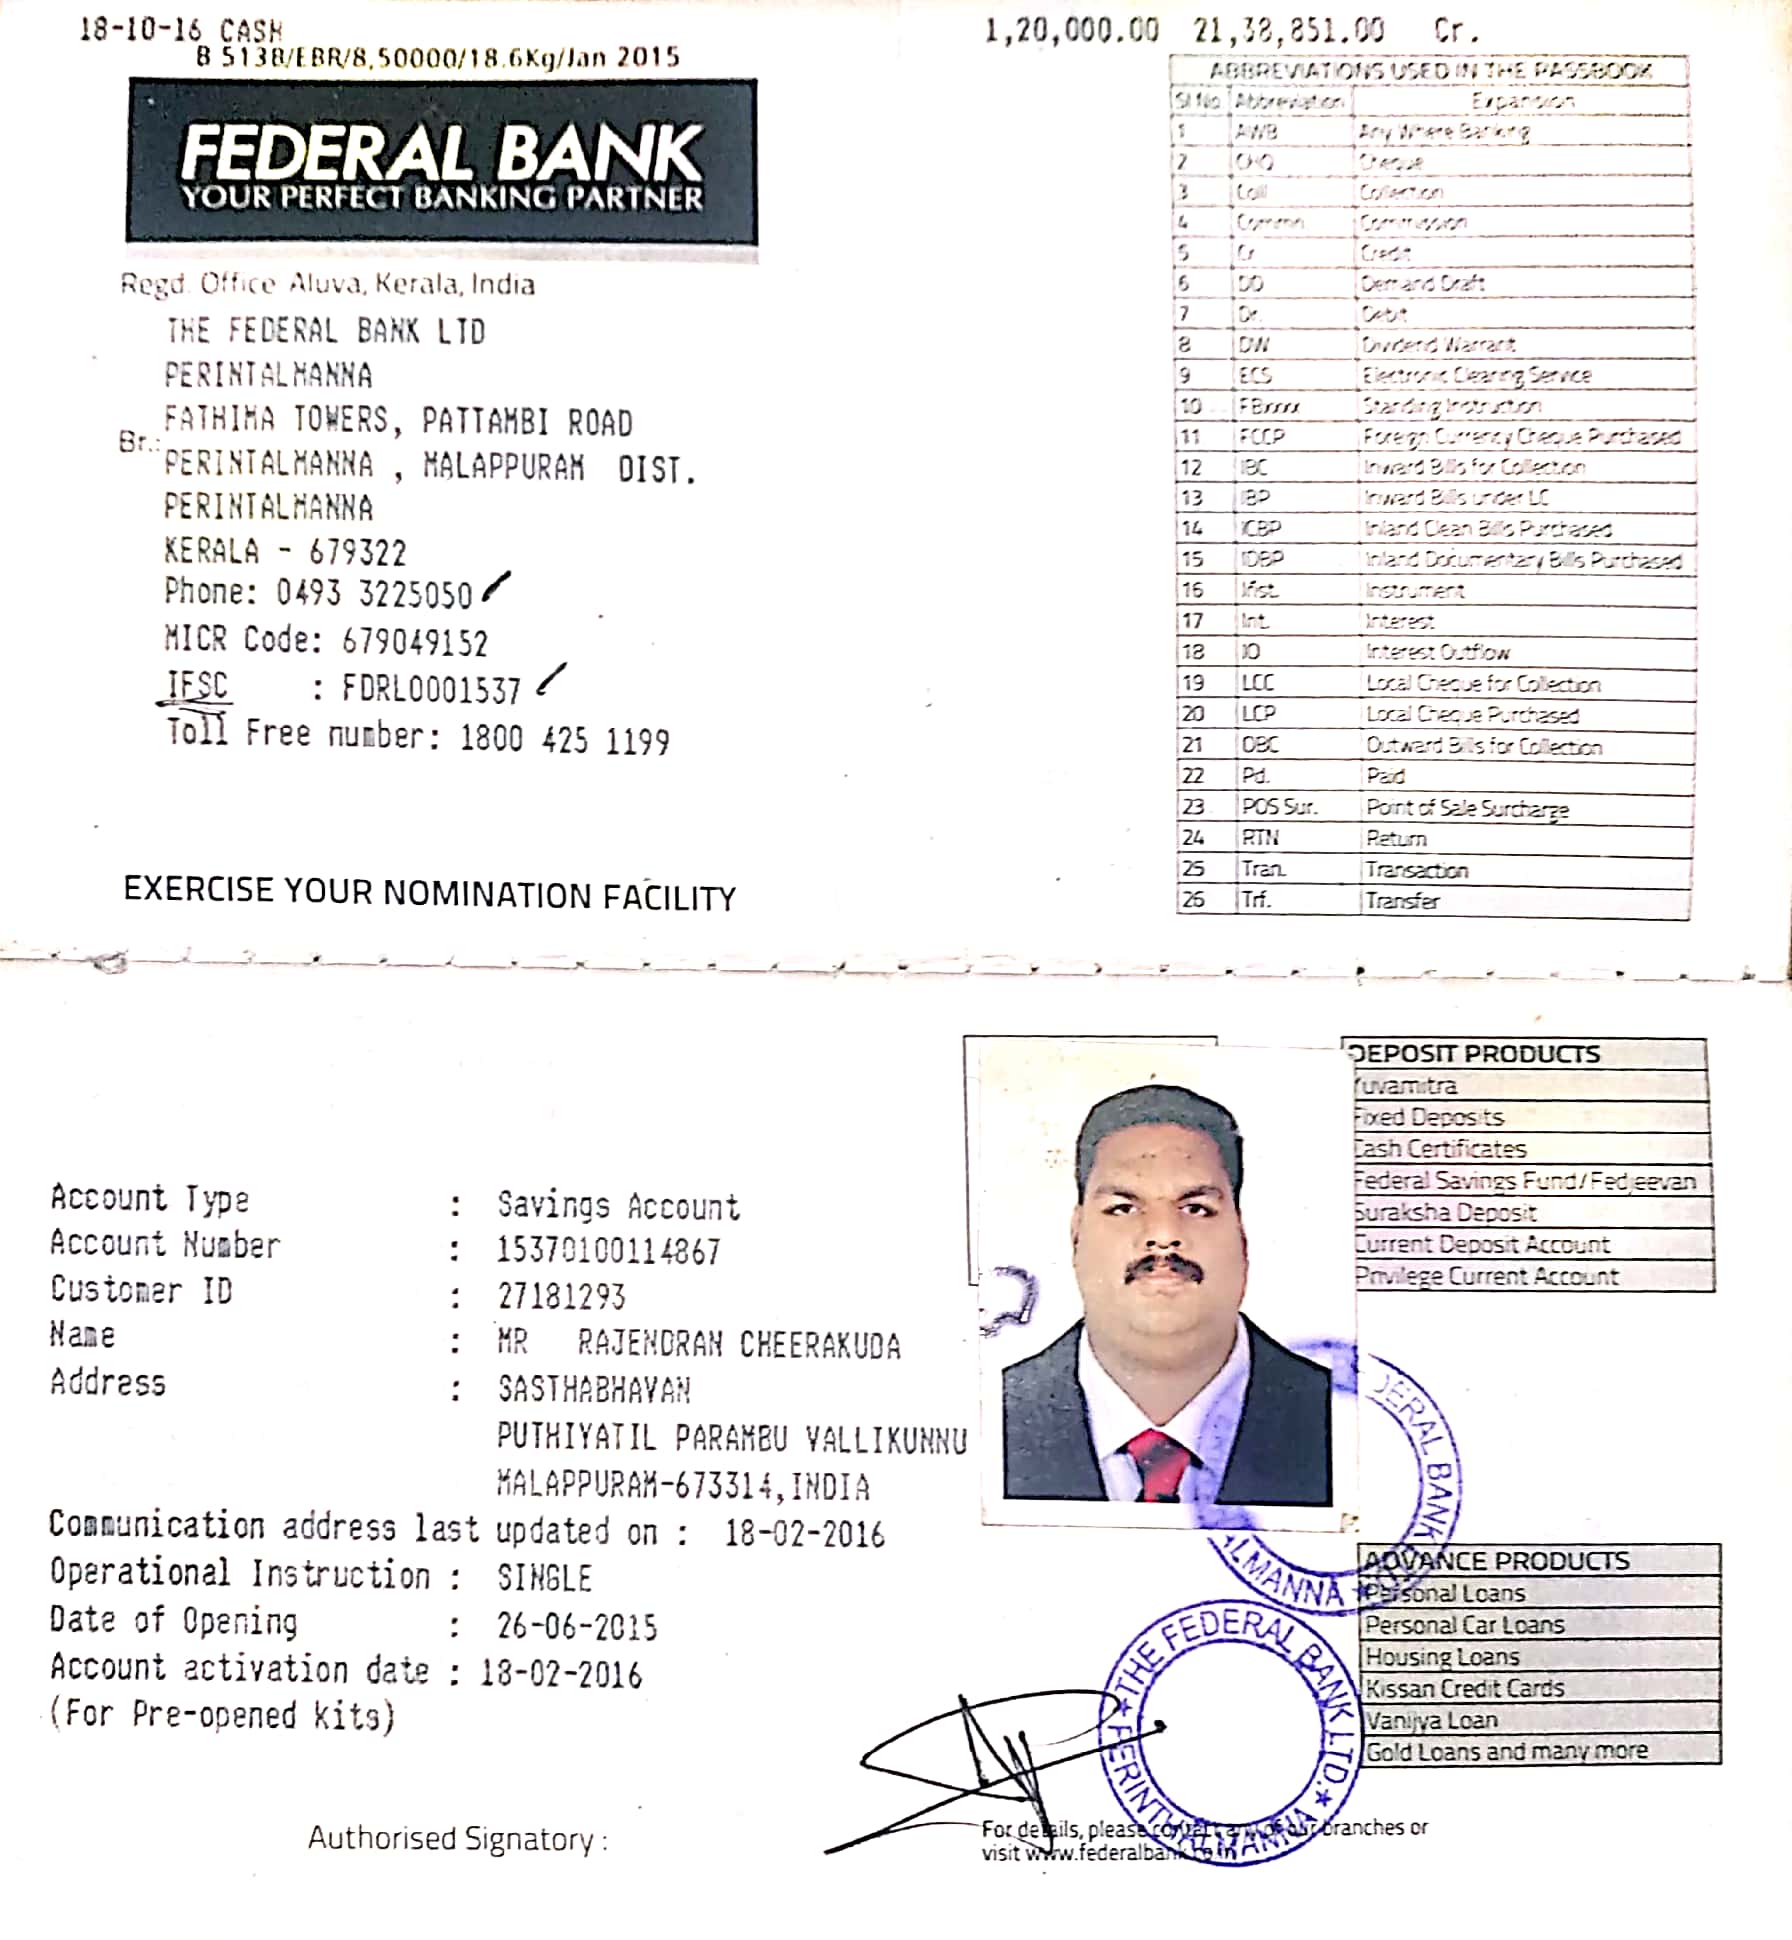 18-10-16 CASH 1,20,000.00 21,38,851.00 Cr.
B 5138/EBR/8,50000/18.6Kg/Jan 2015
FEDERAL BANK
YOUR PERFECT BANKING PARTNER
Regd. Office Aluva, Kerala, India
THE FEDERAL BANK LTD
PERINTALMANNA
FATHIMA TOWERS, PATTAMBI ROAD
Br.:
PERINTALMANNA , MALAPPURAM DIST.
PERINTALMANNA
KERALA - 679322
Phone: 0493 3225050
MICR Code: 679049152
IFSC : FDRL0001537
Toll Free number: 1800 425 1199
EXERCISE YOUR NOMINATION FACILITY
ABBREVIATIONS USED IN THE PASSBOOK
Sl No Abbreviation Expansion
1 AWB Any Where Banking
2 CHQ Cheque
3 Coll Collection
4 Commn Commission
5 Cr Credit
6 DD Demand Draft
7 Dr. Debit
8 DW Dividend Warrant
9 ECS Electronic Clearing Service
10 FBxxxx Standing Instruction
11 FCCP Foreign Currency Cheque Purchased
12 IBC Inward Bills for Collection
13 IBP Inward Bills under LC
14 ICBP Inland Clean Bills Purchased
15 IDBP Inland Documentary Bills Purchased
16 Inst. Instrument
17 Int. Interest
18 IO Interest Outflow
19 LCC Local Cheque for Collection
20 LCP Local Cheque Purchased
21 OBC Outward Bills for Collection
22 Pd. Paid
23 POS Sur. Point of Sale Surcharge
24 RTN Return
25 Tran. Transaction
26 Trf. Transfer
Account Type : Savings Account
Account Number : 15370100114867
Customer ID : 27181293
Name : MR RAJENDRAN CHEERAKUDA
Address : SASTHABHAVAN
PUTHIYATIL PARAMBU VALLIKUNNU
MALAPPURAM-673314,INDIA
Communication address last updated on : 18-02-2016
Operational Instruction : SINGLE
Date of Opening : 26-06-2015
Account activation date : 18-02-2016
(For Pre-opened kits)
Authorised Signatory :
DEPOSIT PRODUCTS
Yuvamitra
Fixed Deposits
Cash Certificates
Federal Savings Fund/Fedjeevan
Suraksha Deposit
Current Deposit Account
Privilege Current Account
DERAL BANK
ALMANNA
ADVANCE PRODUCTS
Personal Loans
Personal Car Loans
Housing Loans
Kissan Credit Cards
Vanijya Loan
Gold Loans and many more
THE FEDERAL BANK LTD.
PERINTHALMANNA
For details, please contact any of our branches or
visit www.federalbank.co.in